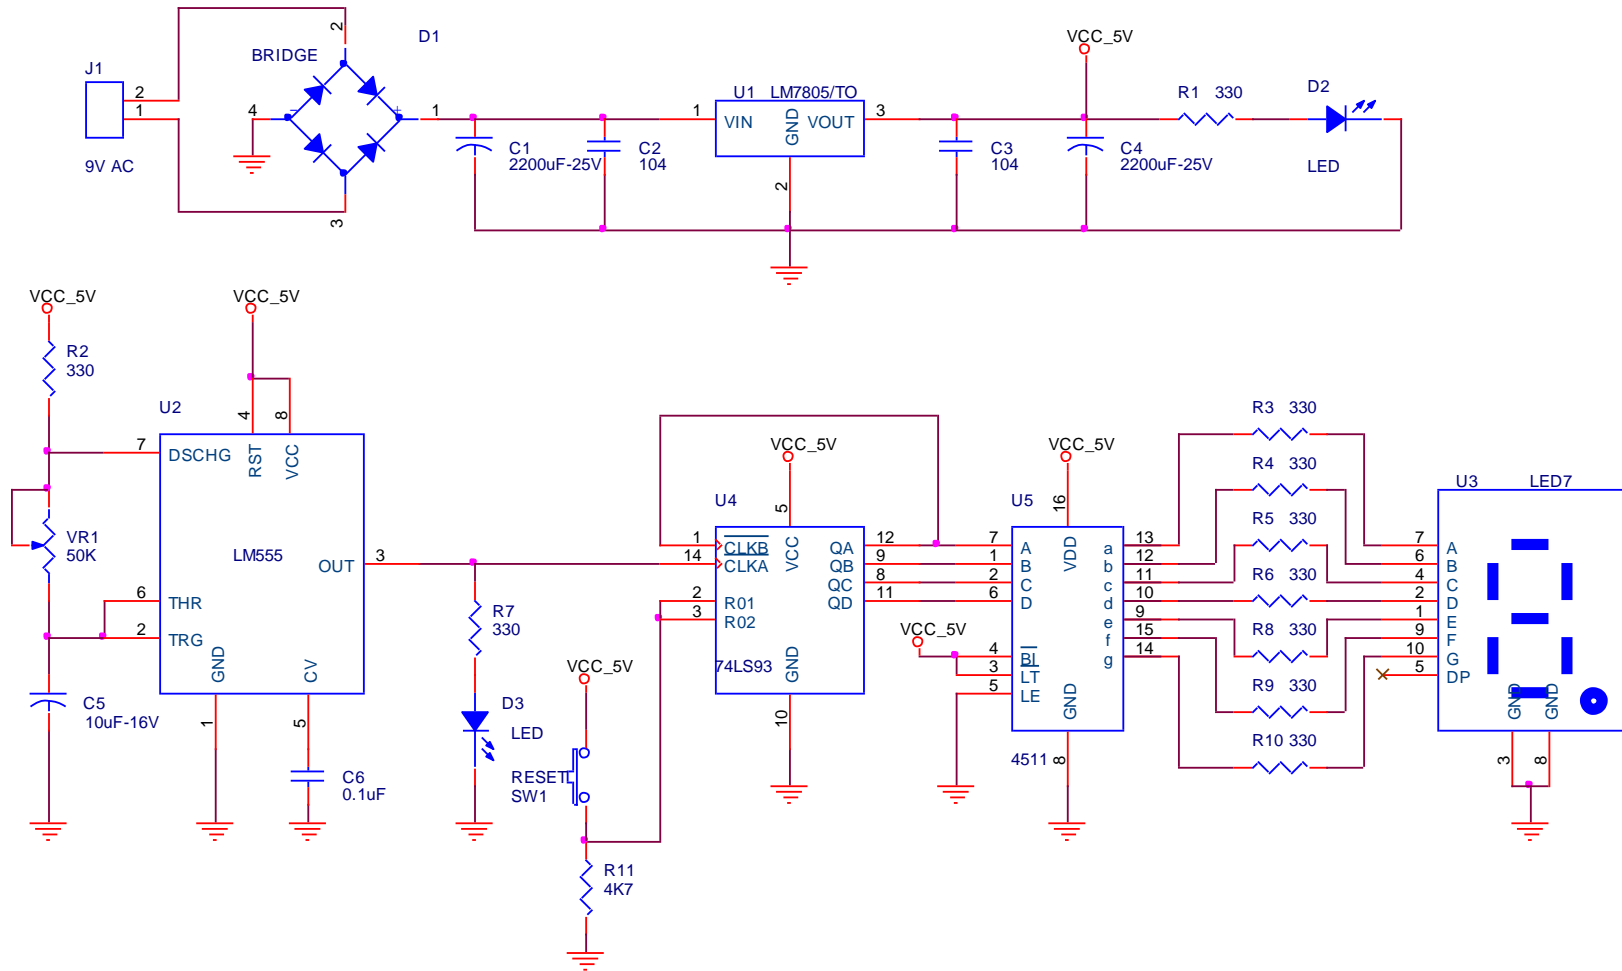 J1
2
1
9V AC
BRIDGE
D1
2
4
-
+
1
3
1
U1
LM7805/TO
VIN
GND
VOUT
3
2
C1
2200uF-25V
C2
104
C3
104
VCC_5V
C4
2200uF-25V
R1 330
D2
LED
VCC_5V
R2
330
VCC_5V
U2
4
8
7
DSCHG
RST
VCC
VR1
50K
LM555
OUT
3
6
THR
2
TRG
GND
CV
1
5
C5
10uF-16V
C6
0.1uF
R7
330
D3
LED
VCC_5V
RESET
SW1
R11
4K7
VCC_5V
U4
5
1
CLKB
14
CLKA
VCC
QA
12
QB
9
QC
8
QD
11
2
R01
3
R02
74LS93
GND
10
VCC_5V
U5
16
7
A
1
B
2
C
6
D
VDD
VCC_5V
4
BI
3
LT
5
LE
GND
4511
8
a
13
b
12
c
11
d
10
e
9
f
15
g
14
R3 330
R4 330
R5 330
R6 330
R8 330
R9 330
R10 330
U3
LED7
7
A
6
B
4
C
2
D
1
E
9
F
10
G
5
DP
GND
GND
3
8